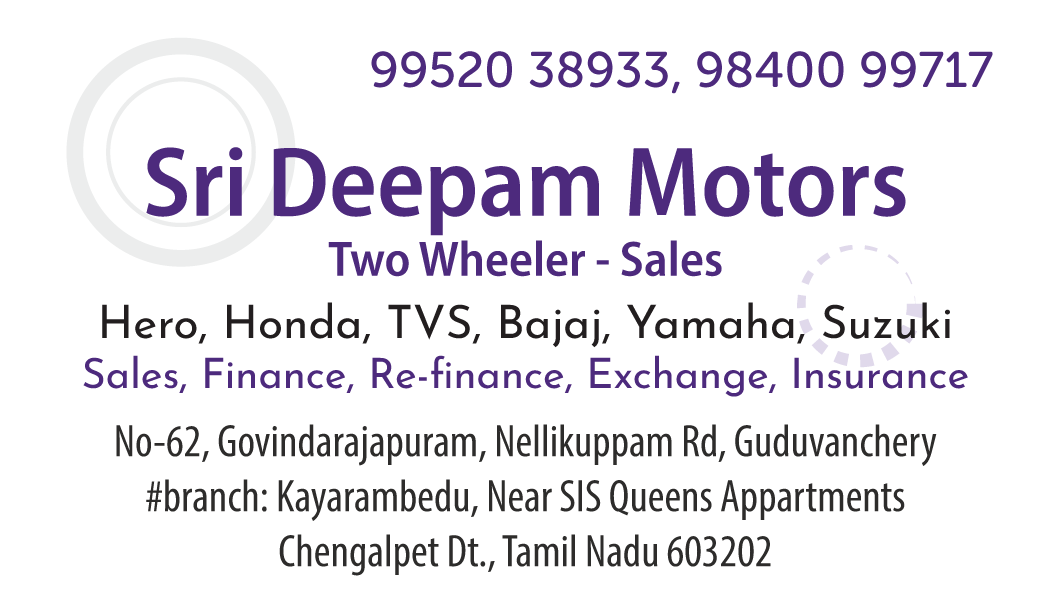 99520 38933, 98400 99717
Sri Deepam Motors
Two Wheeler - Sales
Hero, Honda, TVS, Bajaj, Yamaha, Suzuki
Sales, Finance, Re-finance, Exchange, Insurance
No-62, Govindarajapuram, Nellikuppam Rd, Guduvanchery
#branch: Kayarambedu, Near SIS Queens Appartments
Chengalpet Dt., Tamil Nadu 603202